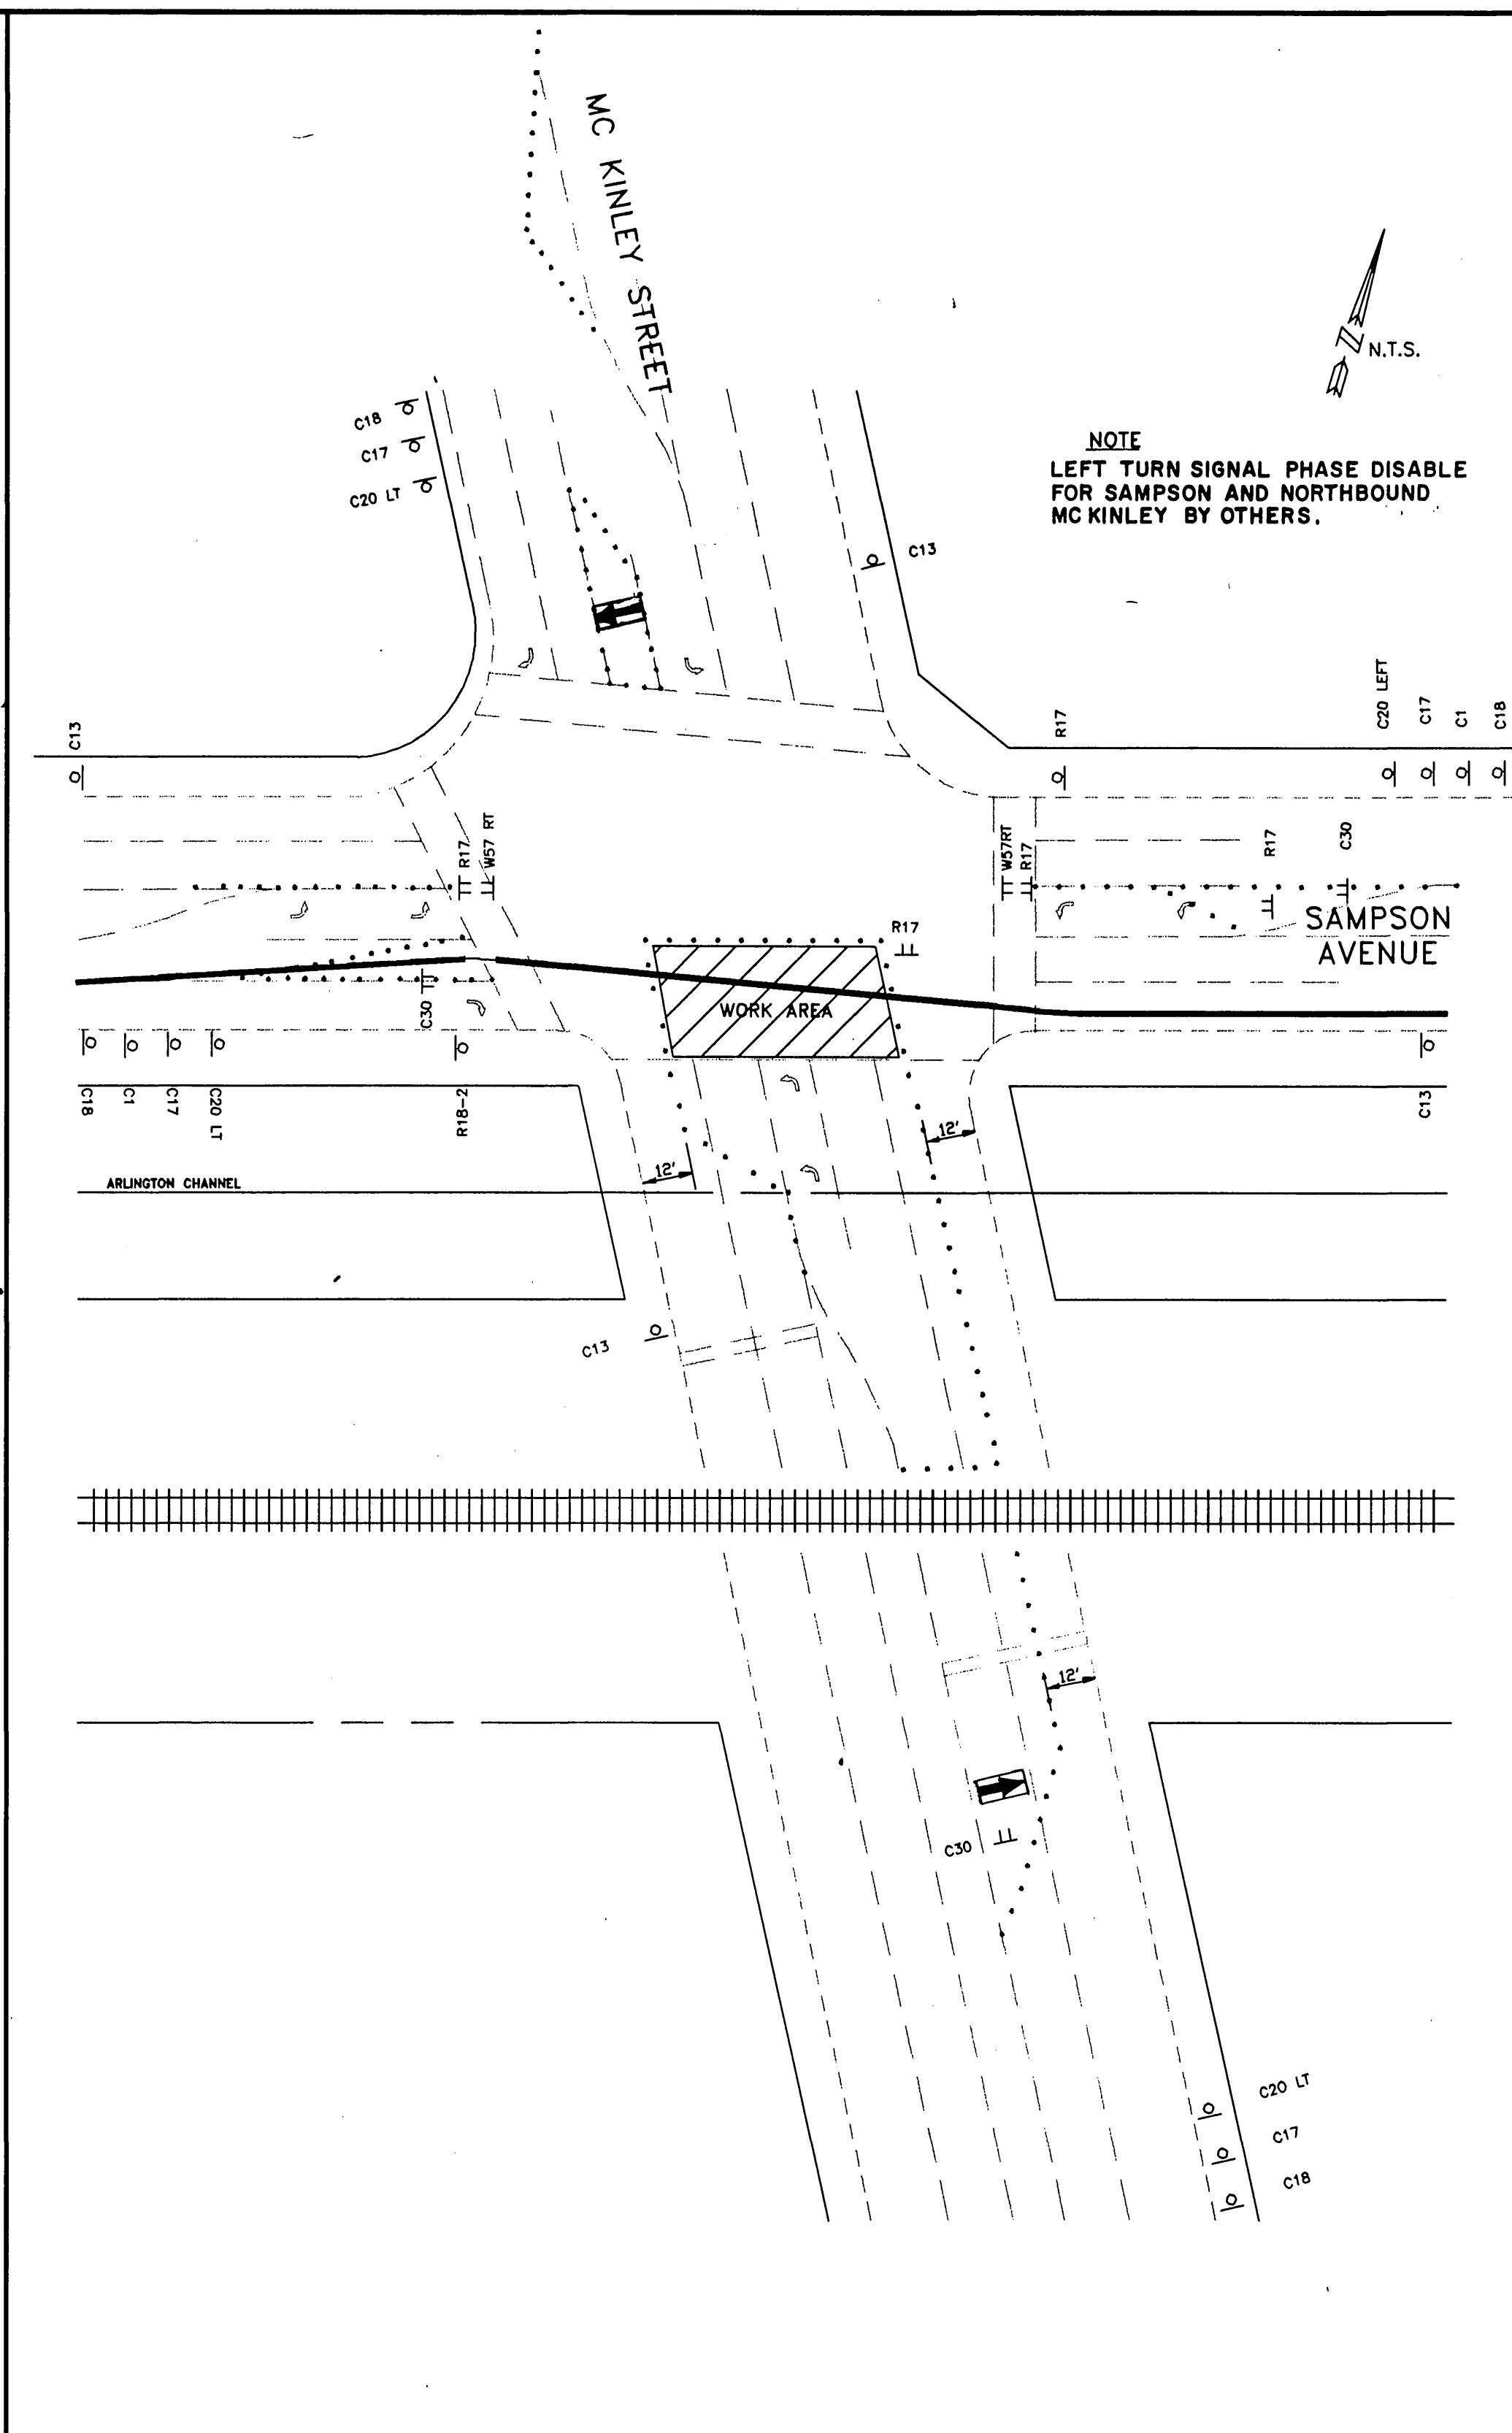 MC KINLEY STREET
N.T.S.
NOTE
LEFT TURN SIGNAL PHASE DISABLE
FOR SAMPSON AND NORTHBOUND
MC KINLEY BY OTHERS.
C18
C17
C20 LT
C13
C13
R17
C20 LEFT
C17
C1
C18
R17
W57 RT
W57RT
R17
R17
C30
SAMPSON
AVENUE
R17
WORK AREA
C30
C18
C1
C17
C20 LT
R18-2
C13
12'
12'
ARLINGTON CHANNEL
C13
12'
C30
C20 LT
C17
C18